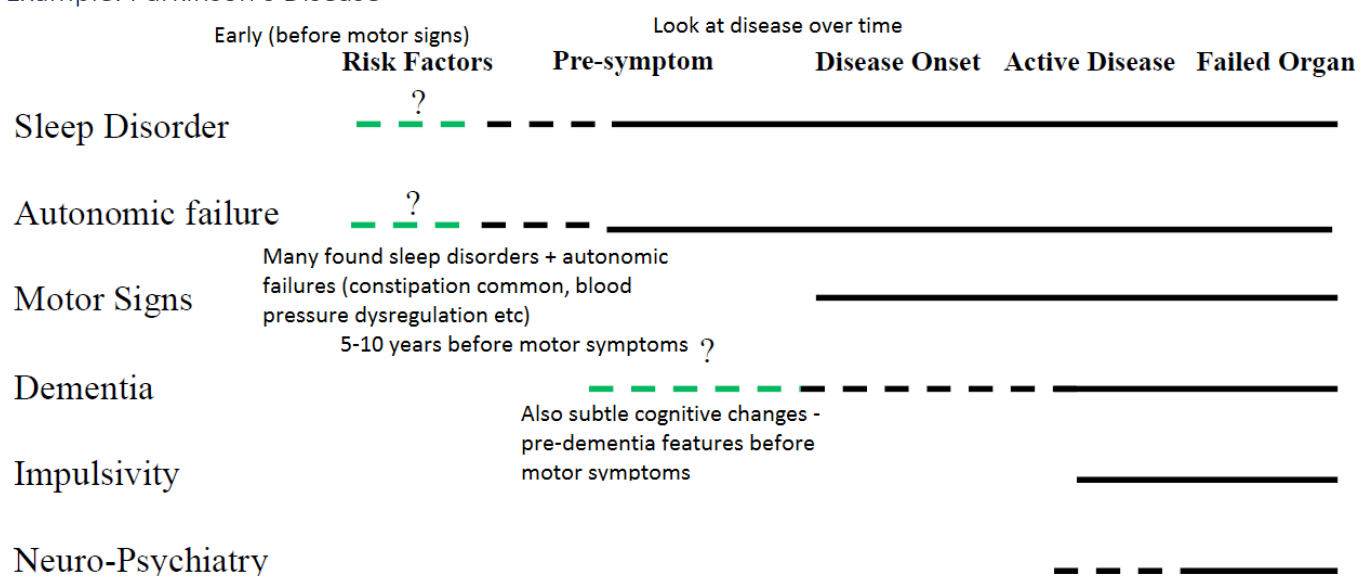 Example: Parkinson's Disease
Early (before motor signs)
Look at disease over time
Risk Factors Pre-symptom Disease Onset Active Disease Failed Organ
?
Sleep Disorder
?
Autonomic failure
Many found sleep disorders + autonomic
failures (constipation common, blood
pressure dysregulation etc)
5-10 years before motor symptoms ?
Motor Signs
Dementia
Also subtle cognitive changes -
pre-dementia features before
motor symptoms
Impulsivity
Neuro-Psychiatry